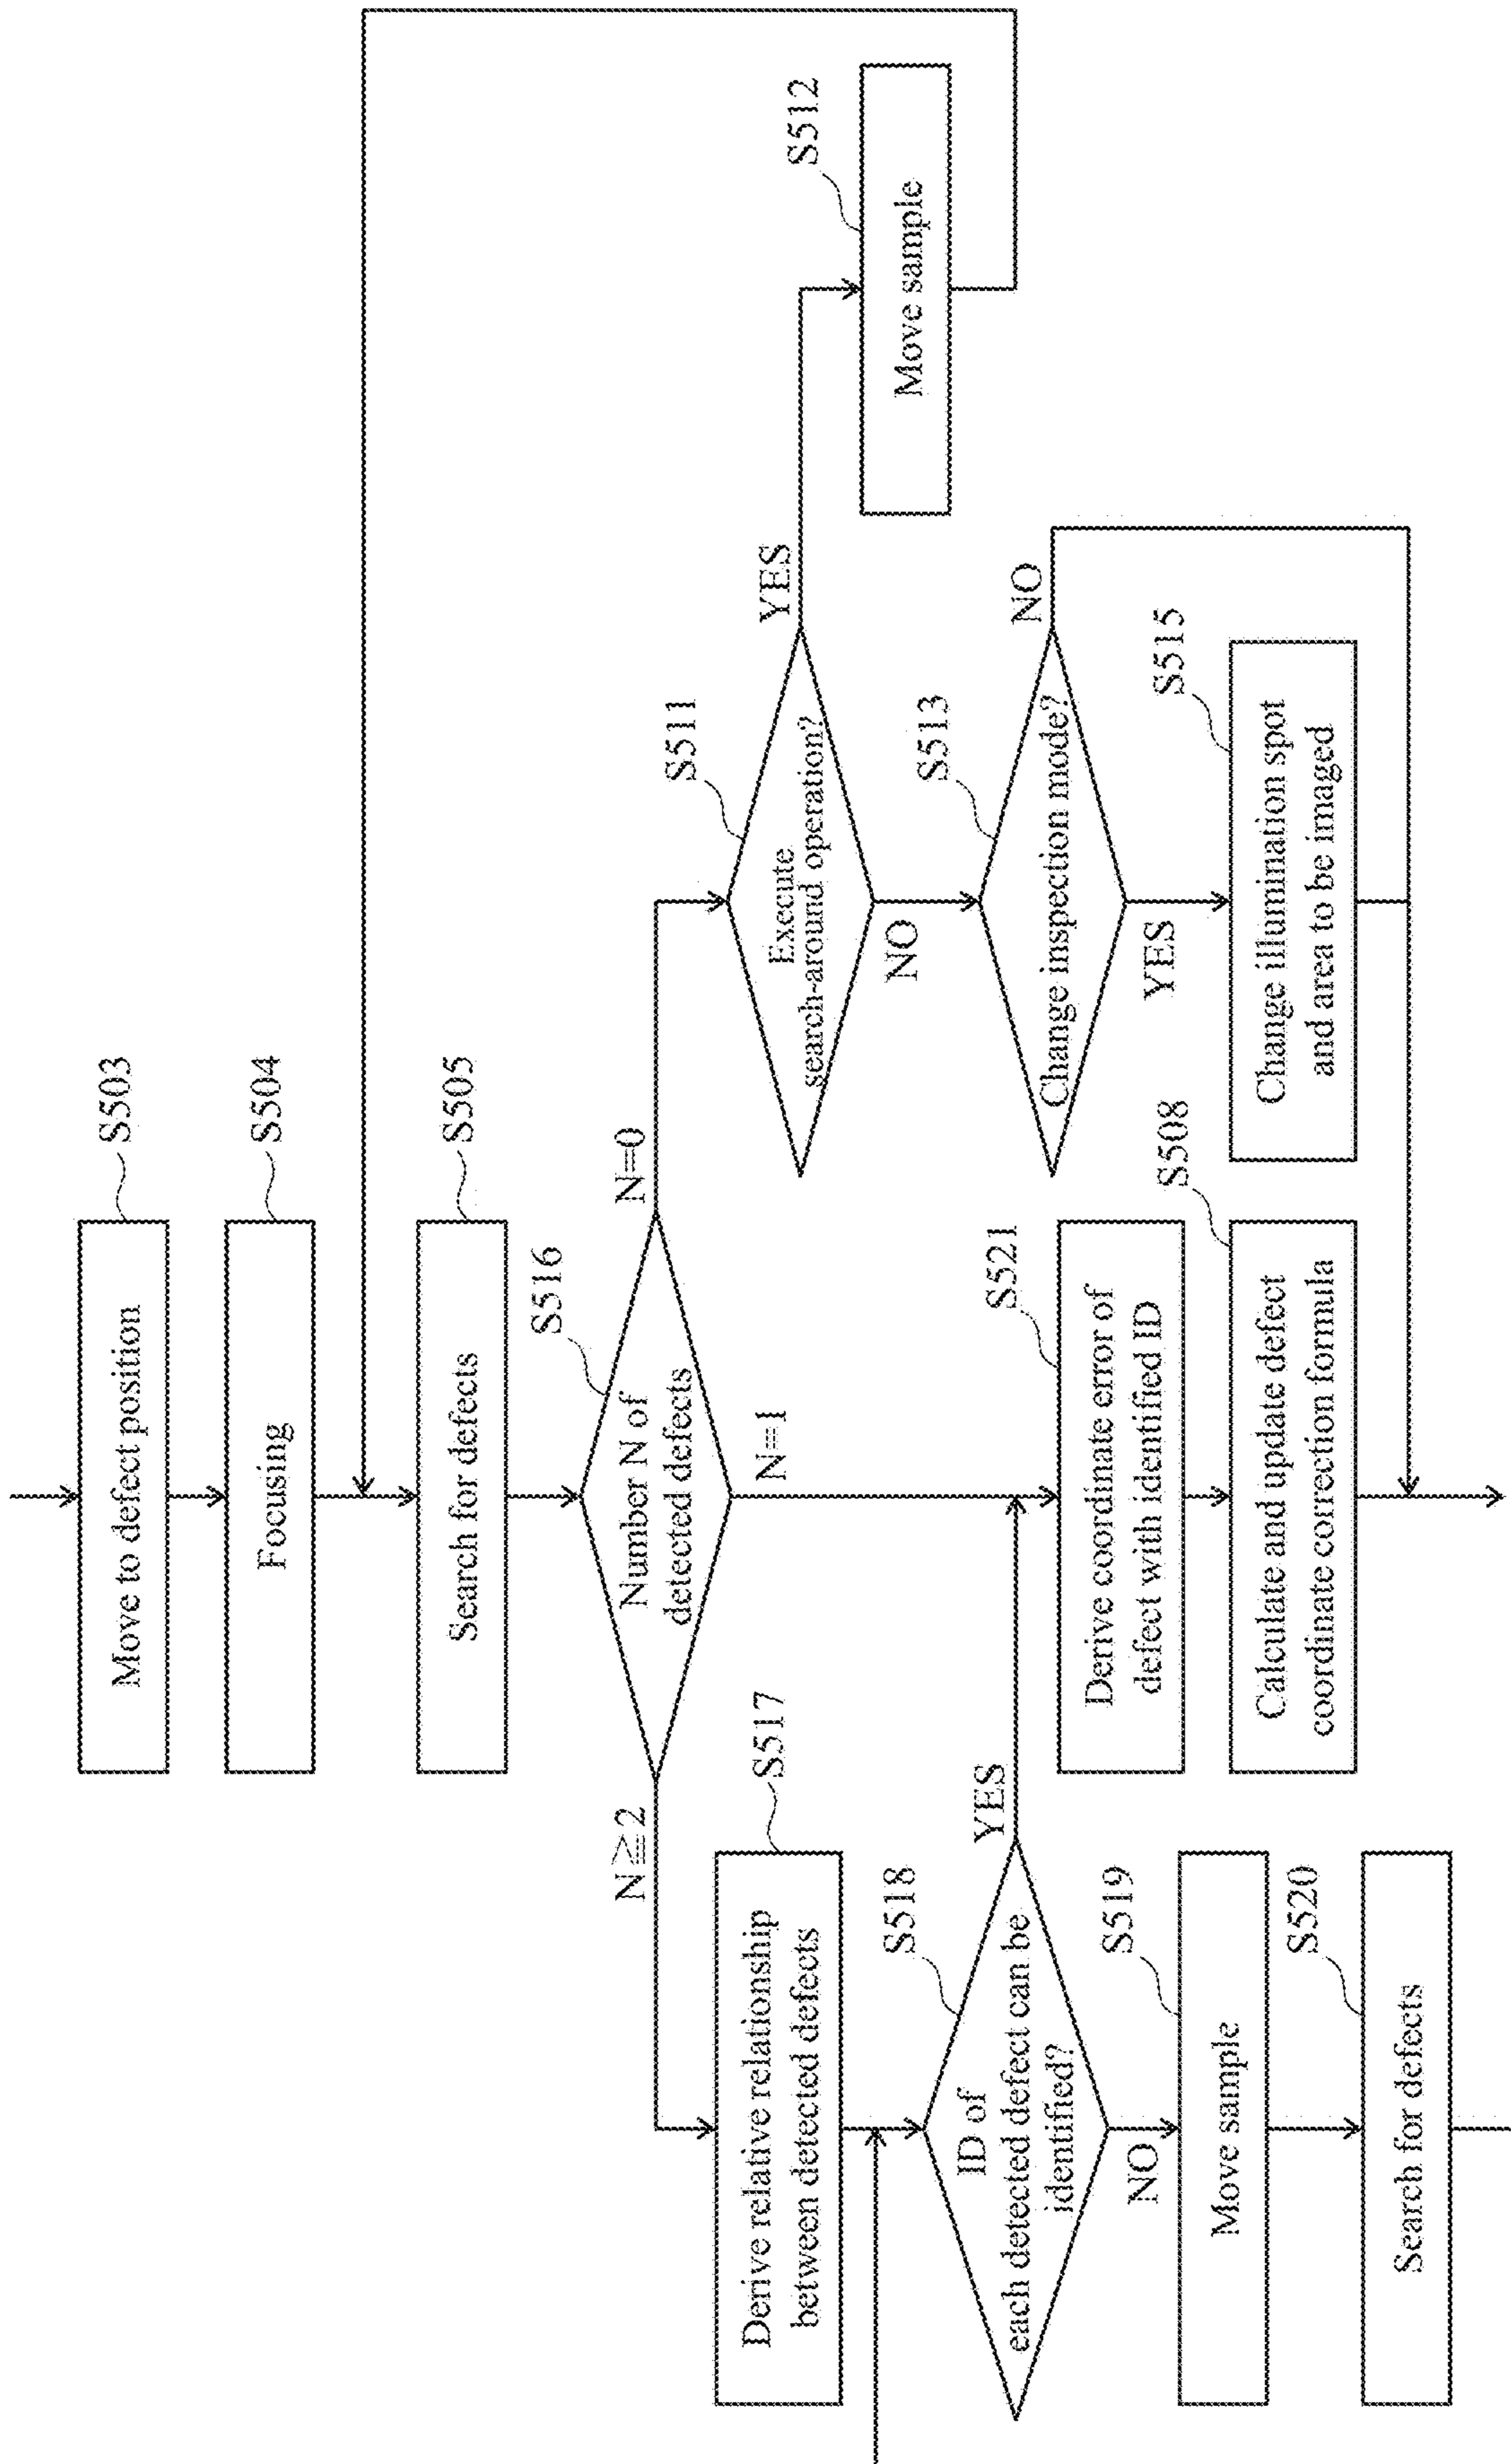 S503
Move to defect position
S504
Focusing
S505
Search for defects
S516
Number N of
detected defects
N≧2
N=1
N=0
S517
Derive relative relationship
between detected defects
S518
ID of
each detected defect can be
identified?
YES
NO
S519
Move sample
S520
Search for defects
S521
Derive coordinate error of
defect with identified ID
S508
Calculate and update defect
coordinate correction formula
S511
Execute
search-around operation?
YES
NO
S512
Move sample
S513
Change inspection mode?
NO
YES
S515
Change illumination spot
and area to be imaged